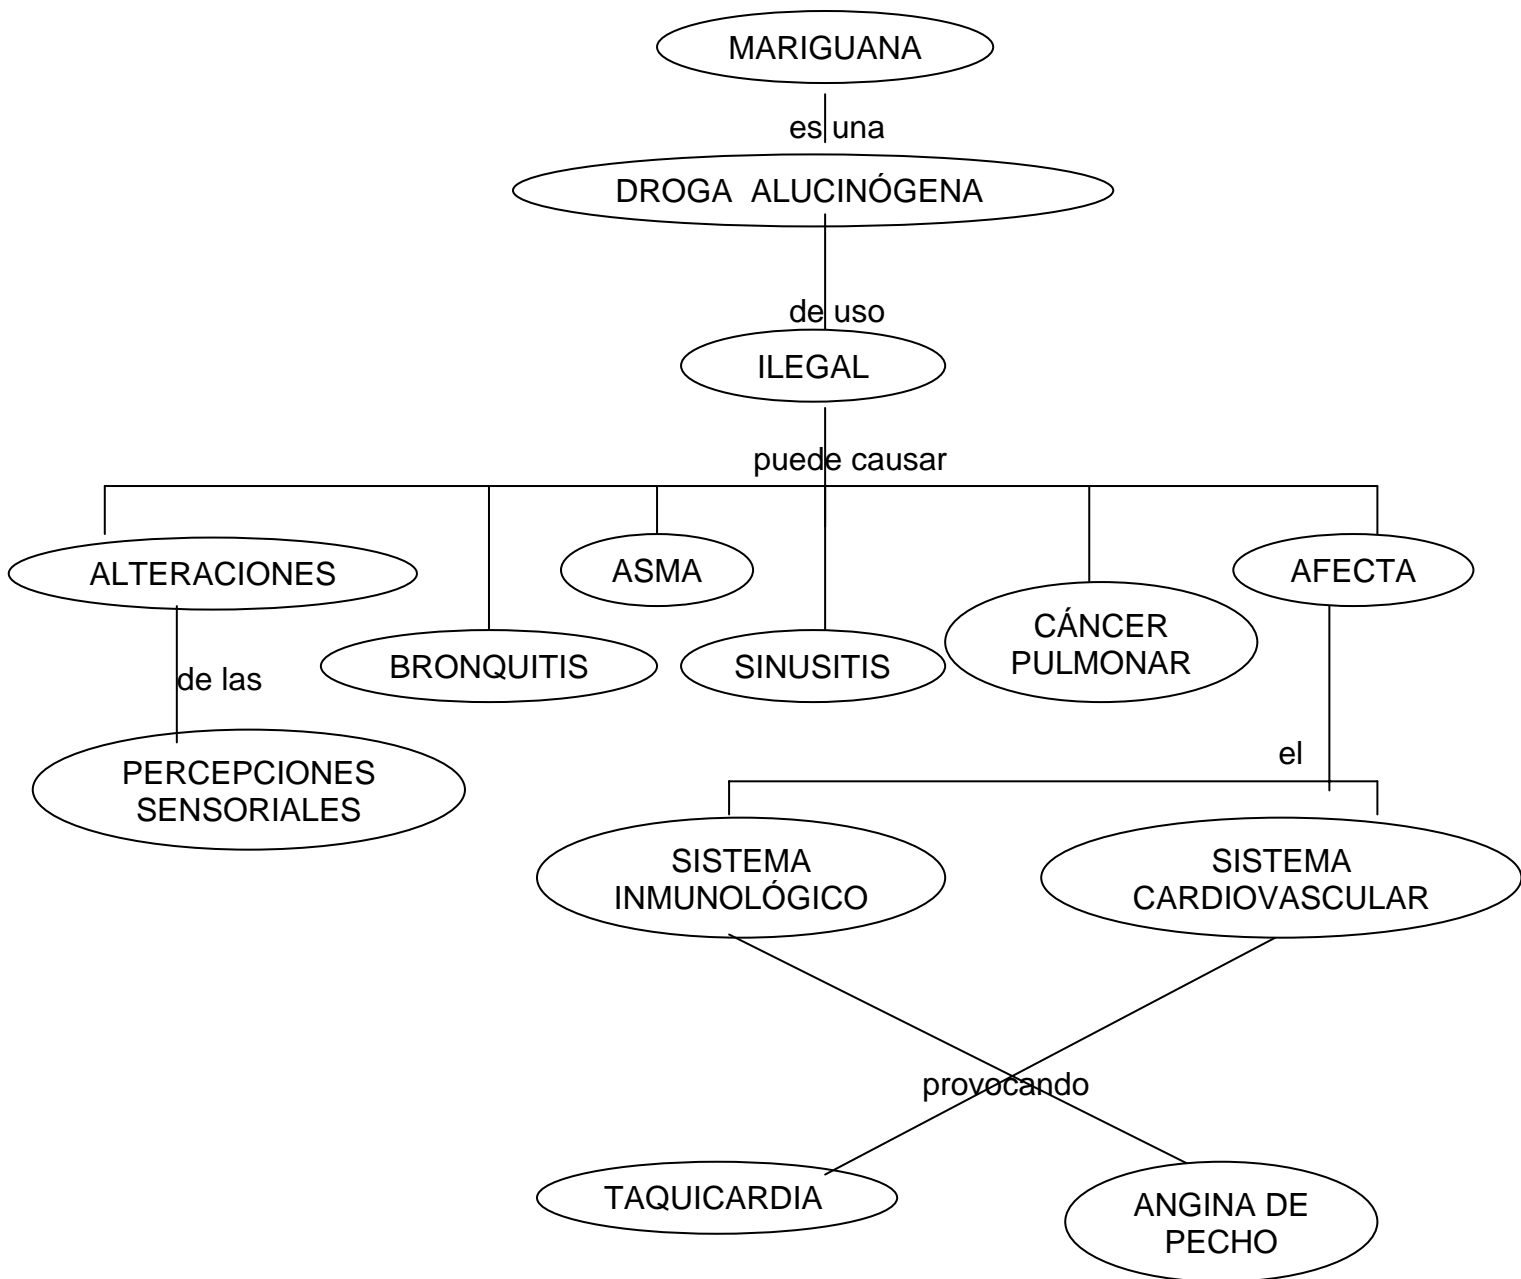 MARIGUANA
es una
DROGA ALUCINÓGENA
de uso
ILEGAL
puede causar
ALTERACIONES
ASMA
AFECTA
BRONQUITIS
SINUSITIS
CÁNCER
PULMONAR
de las
PERCEPCIONES
SENSORIALES
el
SISTEMA
INMUNOLÓGICO
SISTEMA
CARDIOVASCULAR
provocando
TAQUICARDIA
ANGINA DE
PECHO